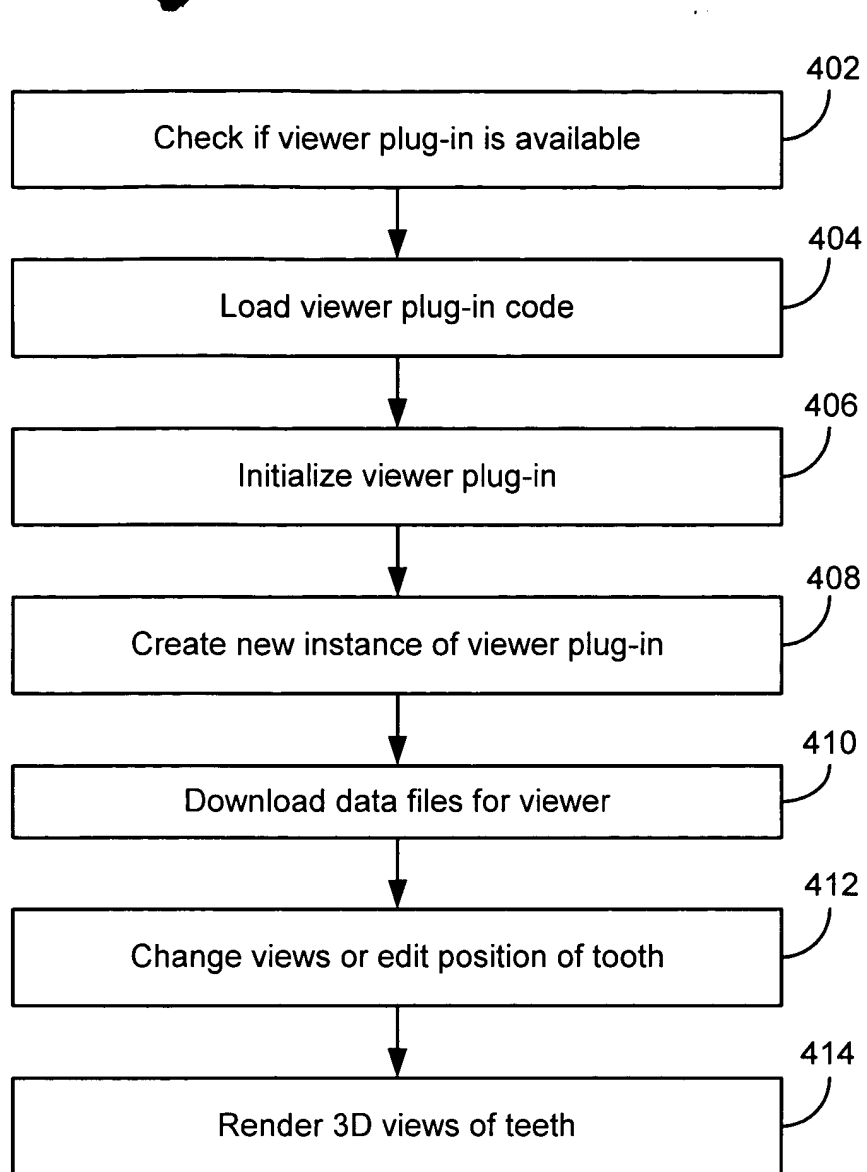 402
Check if viewer plug-in is available
404
Load viewer plug-in code
406
Initialize viewer plug-in
408
Create new instance of viewer plug-in
410
Download data files for viewer
412
Change views or edit position of tooth
414
Render 3D views of teeth